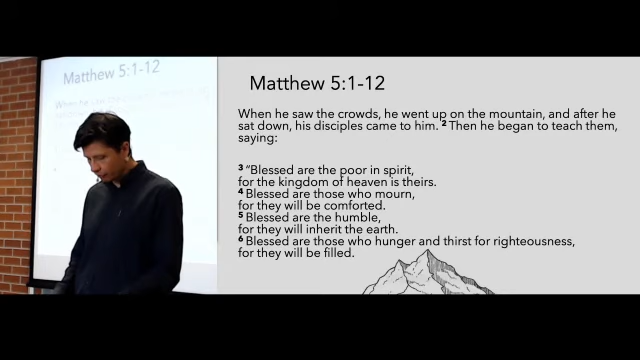 Matthew 5:1-12
Matthew 5:1-12
When he saw the crowds, he went up on the mountain, and after he
sat down, his disciples came to him. ² Then he began to teach them,
saying:
³ “Blessed are the poor in spirit,
for the kingdom of heaven is theirs.
⁴ Blessed are those who mourn,
for they will be comforted.
⁵ Blessed are the humble,
for they will inherit the earth.
⁶ Blessed are those who hunger and thirst for righteousness,
for they will be filled.